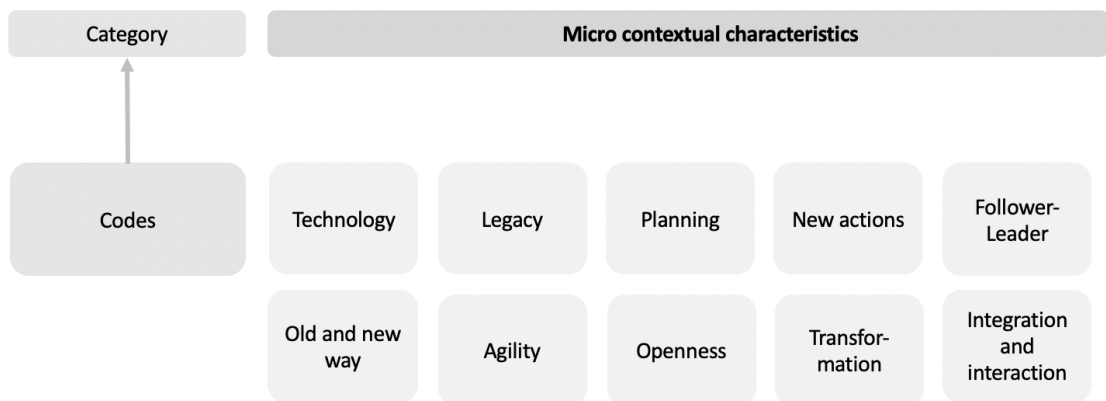 Category
Micro contextual characteristics
Codes
Technology
Legacy
Planning
New actions
Follower-
Leader
Old and new
way
Agility
Openness
Transfor-
mation
Integration
and
interaction